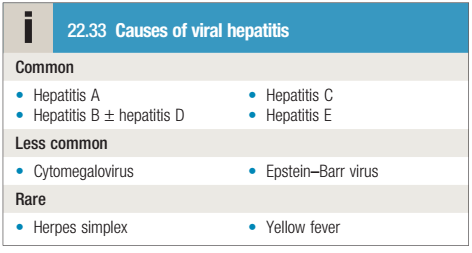 i
22.33 Causes of viral hepatitis
Common
• Hepatitis A
• Hepatitis B ± hepatitis D
• Hepatitis C
• Hepatitis E
Less common
• Cytomegalovirus
• Epstein–Barr virus
Rare
• Herpes simplex
• Yellow fever